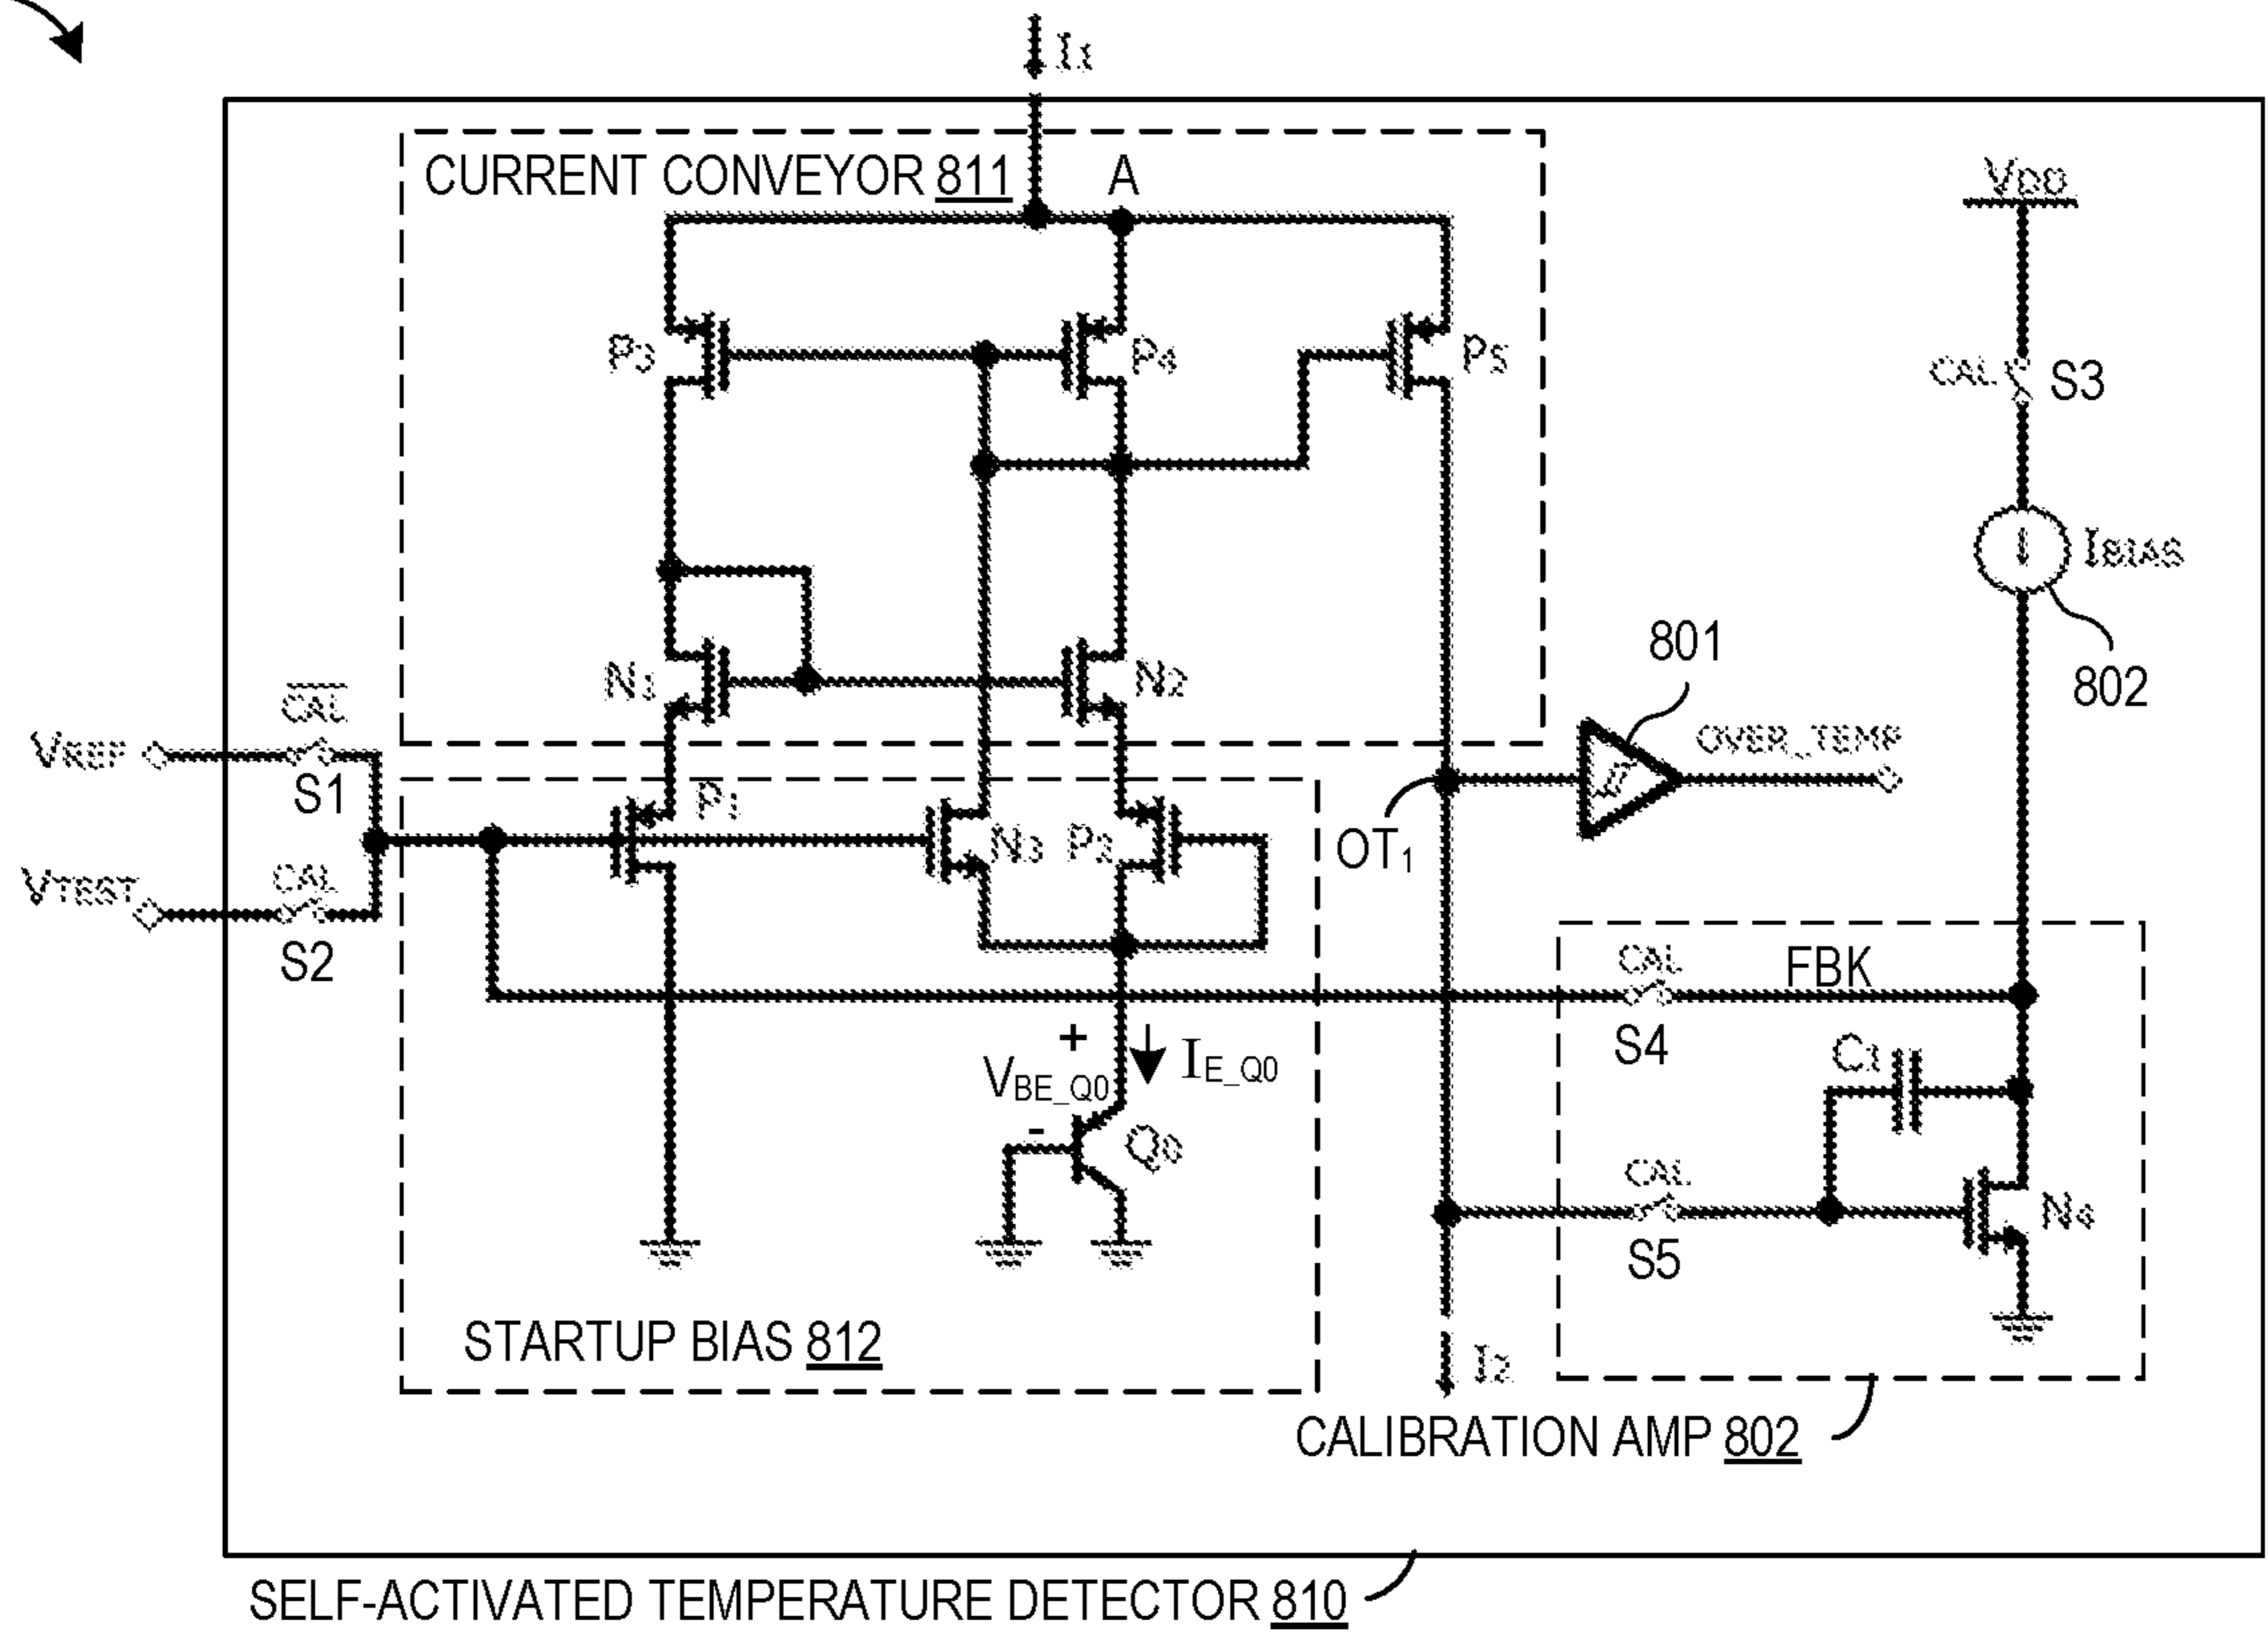 I1
CURRENT CONVEYOR 811
A
VDD
P3
P4
P5
CAL
S3
IBIAS
802
801
N1
N2
CAL
VREF
S1
OVER_TEMP
P1
N3
P2
OT1
VTEST
CAL
S2
CAL
FBK
S4
+
VBE_Q0
IE_Q0
C1
-
Q0
CAL
S5
N4
STARTUP BIAS 812
I2
CALIBRATION AMP 802
SELF-ACTIVATED TEMPERATURE DETECTOR 810